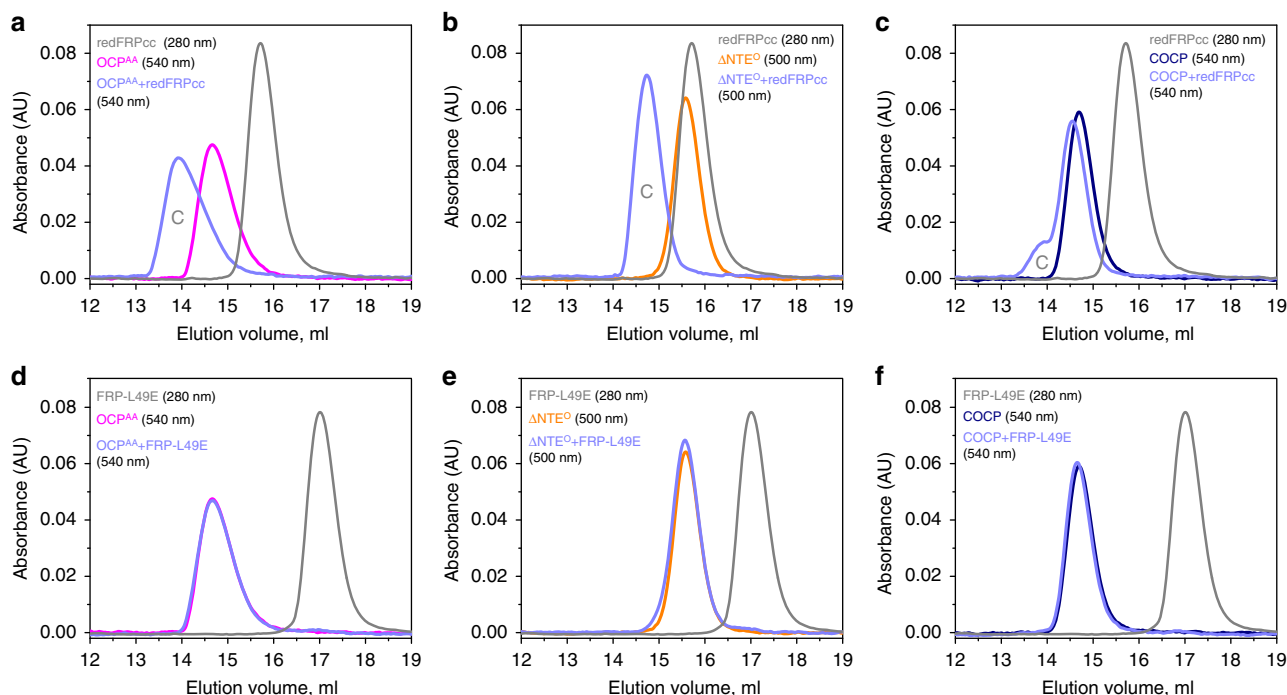 a
0.08
0.06
0.04
0.02
0.00
Absorbance (AU)
redFRPcc (280 nm)
OCPᴬᴬ (540 nm)
OCPᴬᴬ+redFRPcc
(540 nm)
C
12 13 14 15 16 17 18 19
Elution volume, ml
b
0.08
0.06
0.04
0.02
0.00
Absorbance (AU)
redFRPcc (280 nm)
ΔNTEᴼ (500 nm)
ΔNTEᴼ+redFRPcc
(500 nm)
C
12 13 14 15 16 17 18 19
Elution volume, ml
c
0.08
0.06
0.04
0.02
0.00
Absorbance (AU)
redFRPcc (280 nm)
COCP (540 nm)
COCP+redFRPcc
(540 nm)
C
12 13 14 15 16 17 18 19
Elution volume, ml
d
0.08
0.06
0.04
0.02
0.00
Absorbance (AU)
FRP-L49E (280 nm)
OCPᴬᴬ (540 nm)
OCPᴬᴬ+FRP-L49E
(540 nm)
12 13 14 15 16 17 18 19
Elution volume, ml
e
0.08
0.06
0.04
0.02
0.00
Absorbance (AU)
FRP-L49E (280 nm)
ΔNTEᴼ (500 nm)
ΔNTEᴼ+FRP-L49E
(500 nm)
12 13 14 15 16 17 18 19
Elution volume, ml
f
0.08
0.06
0.04
0.02
0.00
Absorbance (AU)
FRP-L49E (280 nm)
COCP (540 nm)
COCP+FRP-L49E
(540 nm)
12 13 14 15 16 17 18 19
Elution volume, ml